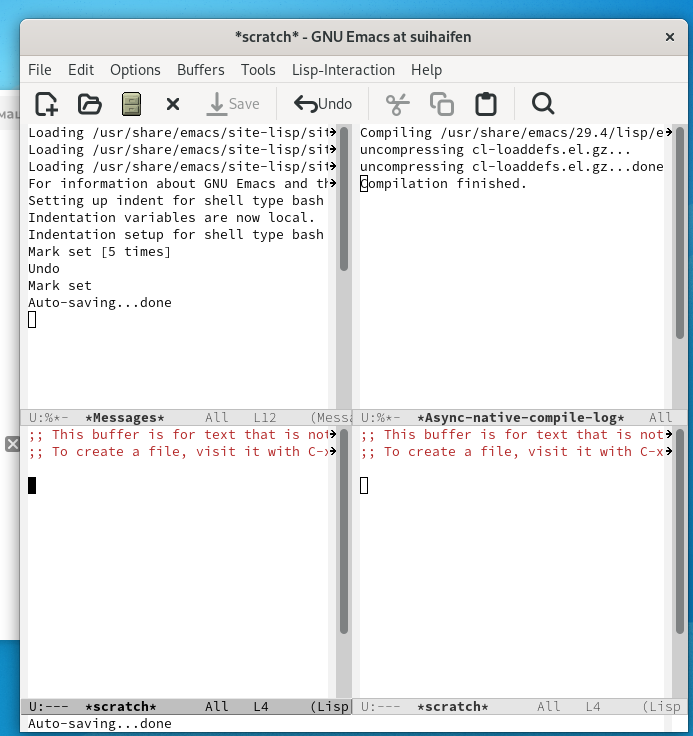 *scratch* - GNU Emacs at suihaifen
File Edit Options Buffers Tools Lisp-Interaction Help
Save Undo
Loading /usr/share/emacs/site-lisp/sit
Loading /usr/share/emacs/site-lisp/sit
Loading /usr/share/emacs/site-lisp/sit
For information about GNU Emacs and th
Setting up indent for shell type bash
Indentation variables are now local.
Indentation setup for shell type bash
Mark set [5 times]
Undo
Mark set
Auto-saving...done
U:%*- *Messages* All L12 (Messa
Compiling /usr/share/emacs/29.4/lisp/e
uncompressing cl-loaddefs.el.gz...
uncompressing cl-loaddefs.el.gz...done
Compilation finished.
U:%*- *Async-native-compile-log* All
;; This buffer is for text that is not
;; To create a file, visit it with C-x
U:--- *scratch* All L4 (Lisp
;; This buffer is for text that is not
;; To create a file, visit it with C-x
U:--- *scratch* All L4 (Lisp
Auto-saving...done